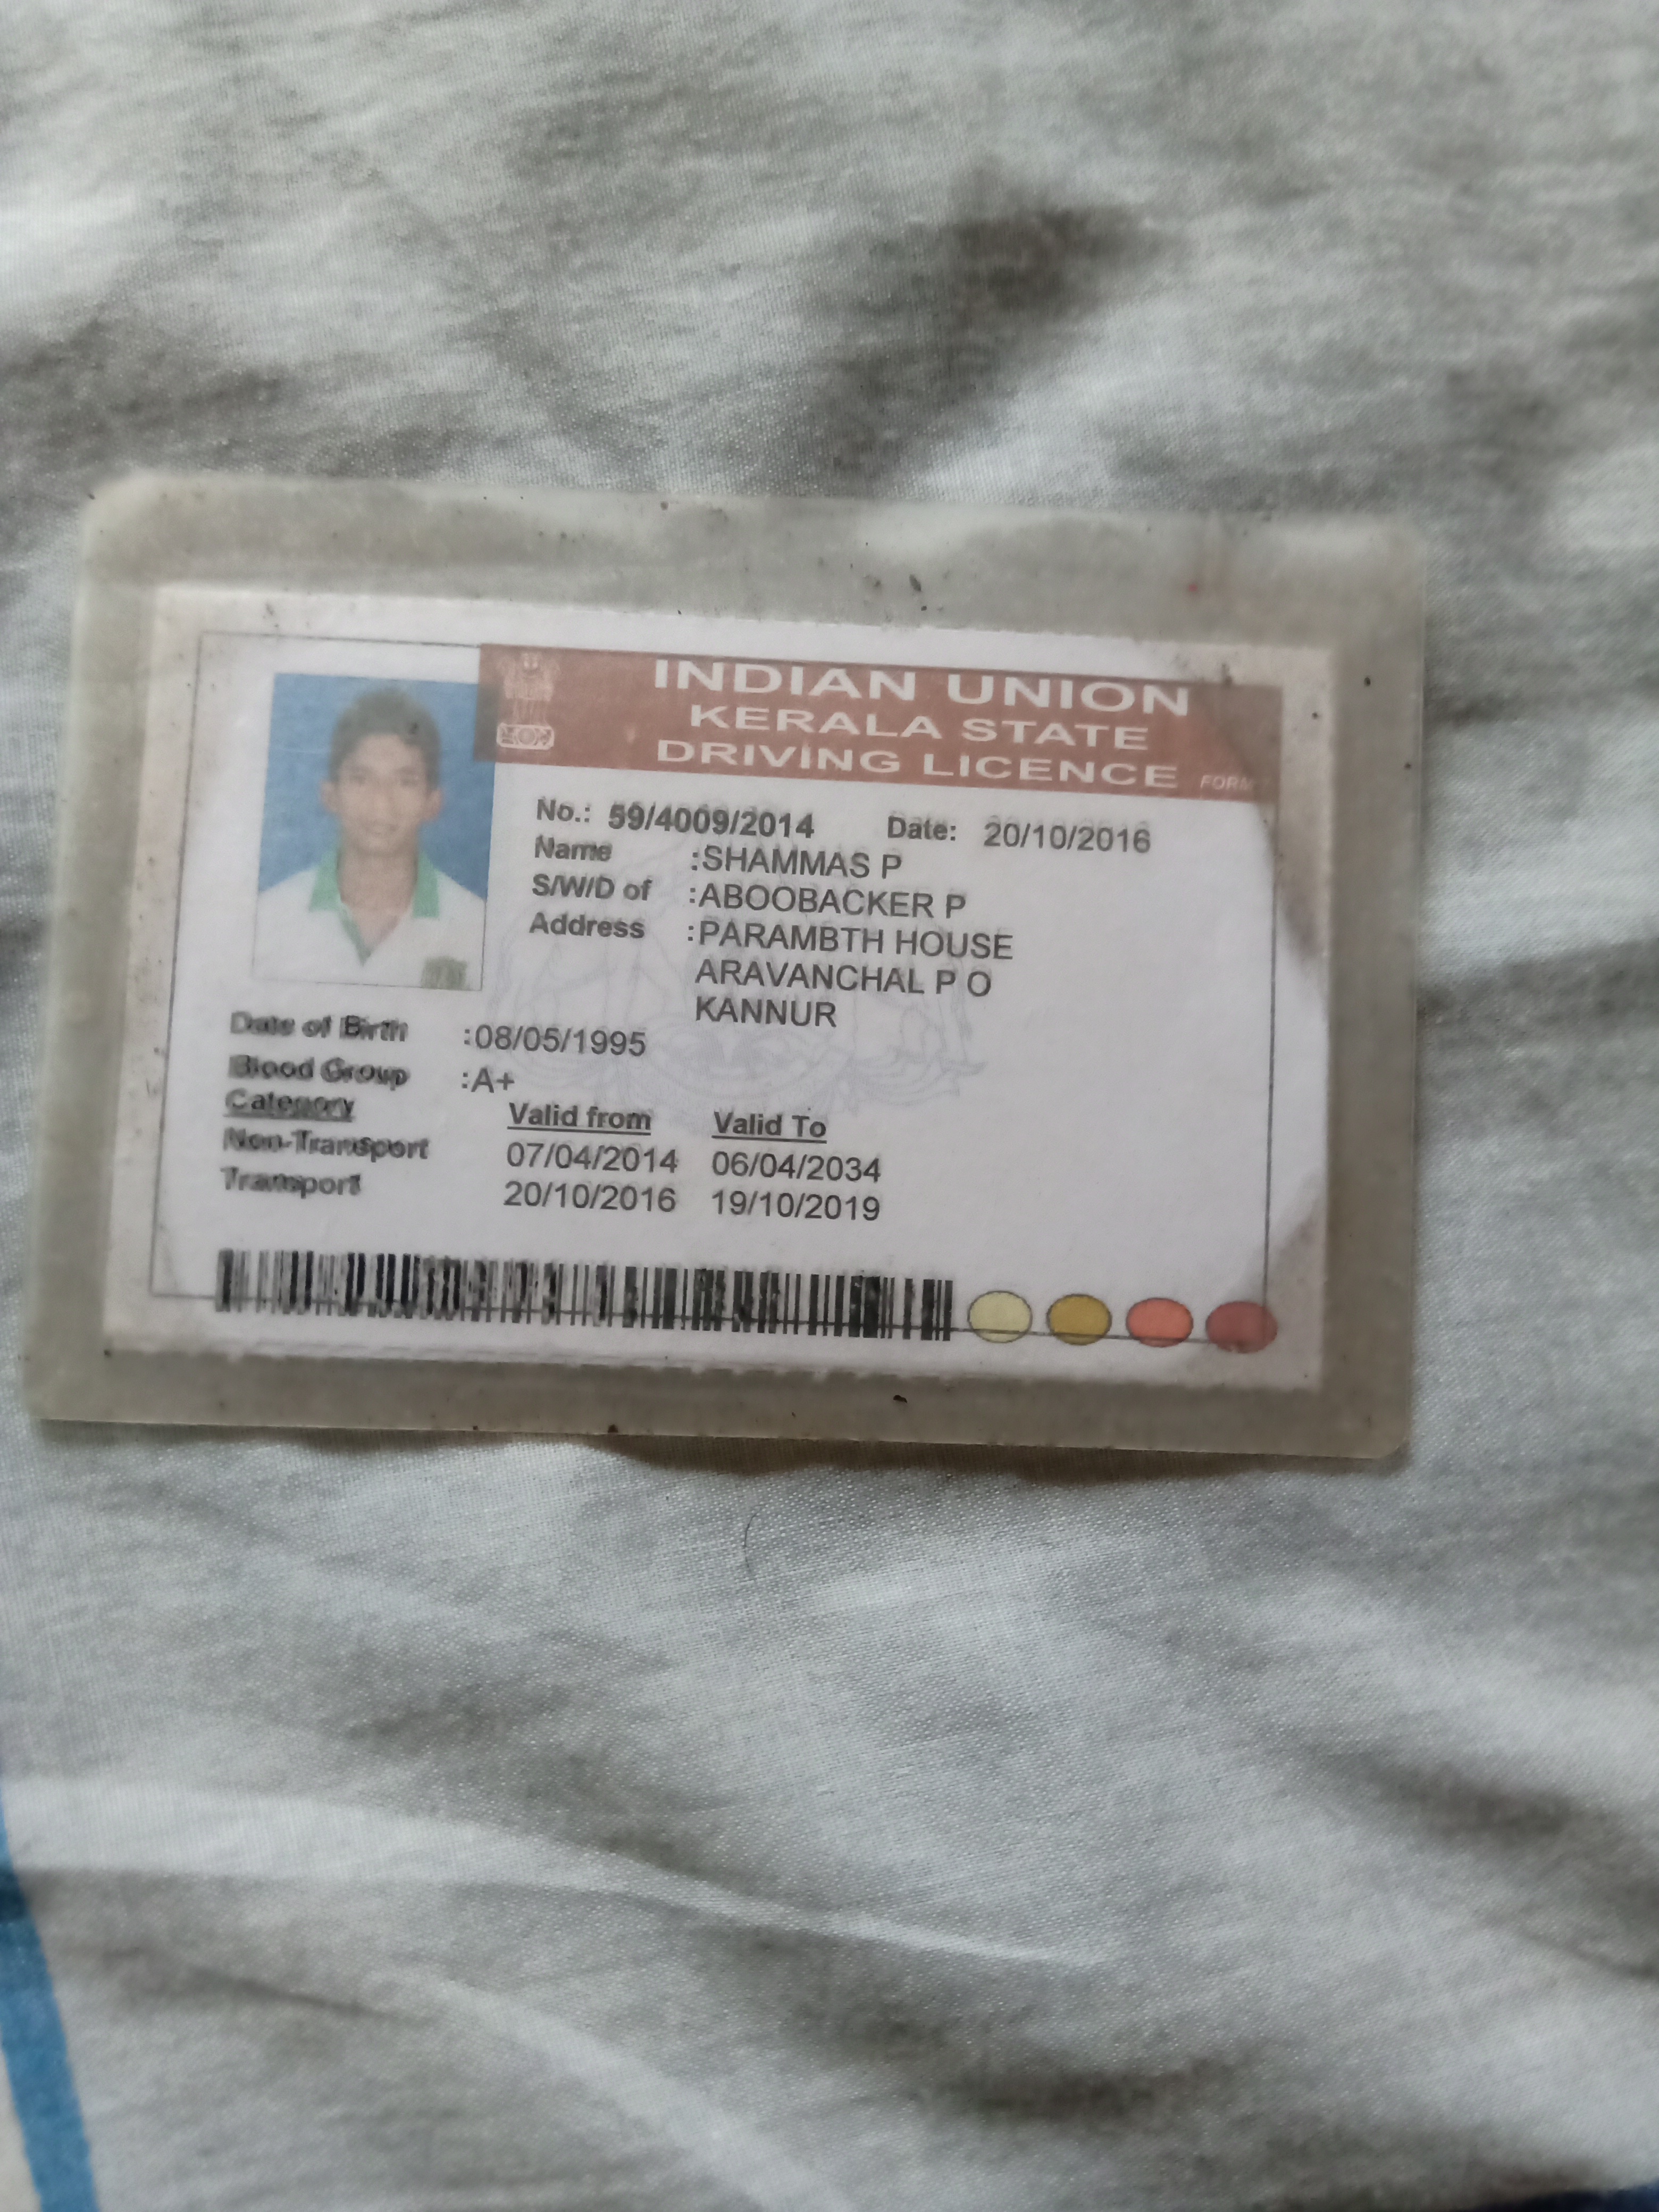 INDIAN UNION
KERALA STATE
DRIVING LICENCE FORM
No.: 59/4009/2014 Date: 20/10/2016
Name :SHAMMAS P
S/W/D of :ABOOBACKER P
Address :PARAMBTH HOUSE
ARAVANCHAL P O
KANNUR
Date of Birth :08/05/1995
Blood Group :A+
Category Valid from Valid To
Non-Transport 07/04/2014 06/04/2034
Transport 20/10/2016 19/10/2019